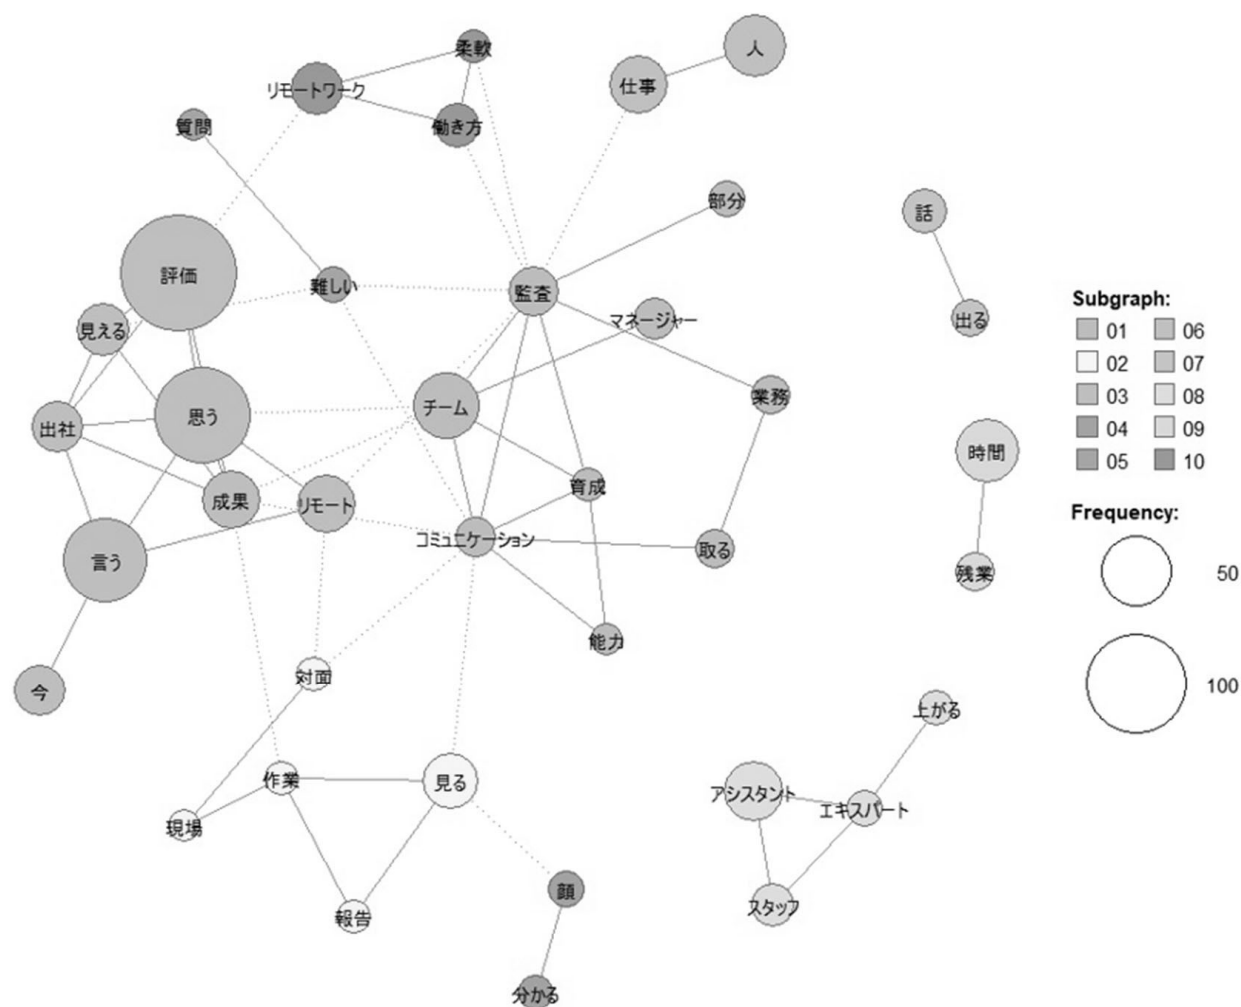 柔軟
人
リモートワーク
仕事
質問
働き方
部分
話
評価
難しい
監査
見える
マネージャー
出る
思う
チーム
業務
出社
成果
リモート
育成
時間
コミュニケーション
取る
言う
残業
能力
対面
今
上がる
作業
見る
アシスタント
エキスパート
現場
顔
スタッフ
報告
分かる
Subgraph:
01 06
02 07
03 08
04 09
05 10
Frequency:
50
100